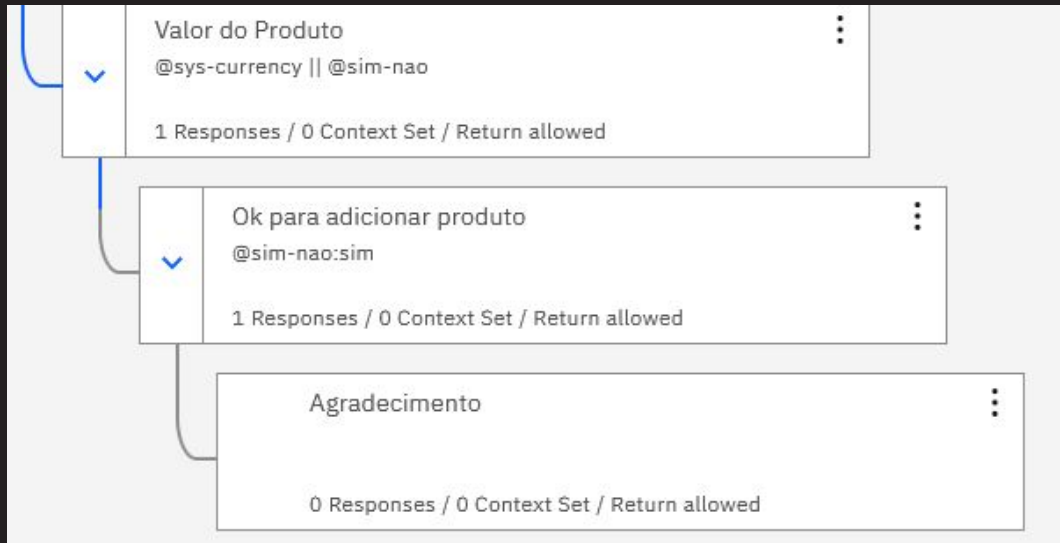 Valor do Produto
@sys-currency || @sim-nao
1 Responses / 0 Context Set / Return allowed
Ok para adicionar produto
@sim-nao:sim
1 Responses / 0 Context Set / Return allowed
Agradecimento
0 Responses / 0 Context Set / Return allowed